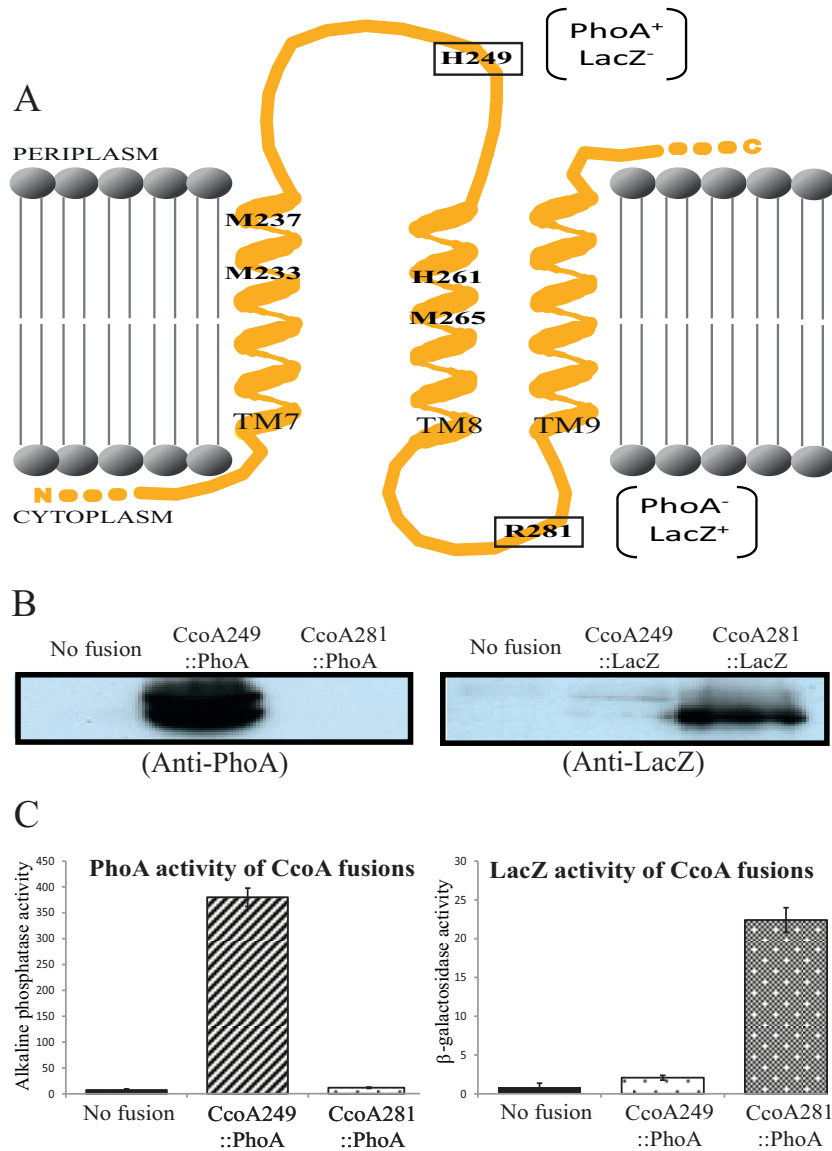 A
PhoA+
LacZ-
H249
PERIPLASM
C
M237
M233
H261
M265
TM7
TM8
TM9
N
CYTOPLASM
R281
PhoA-
LacZ+
B
No fusion
CcoA249
::PhoA
CcoA281
::PhoA
(Anti-PhoA)
No fusion
CcoA249
::LacZ
CcoA281
::LacZ
(Anti-LacZ)
C
PhoA activity of CcoA fusions
Alkaline phosphatase activity
450
400
350
300
250
200
150
100
50
0
No fusion
CcoA249
::PhoA
CcoA281
::PhoA
LacZ activity of CcoA fusions
β-galactosidase activity
30
25
20
15
10
5
0
No fusion
CcoA249
::PhoA
CcoA281
::PhoA